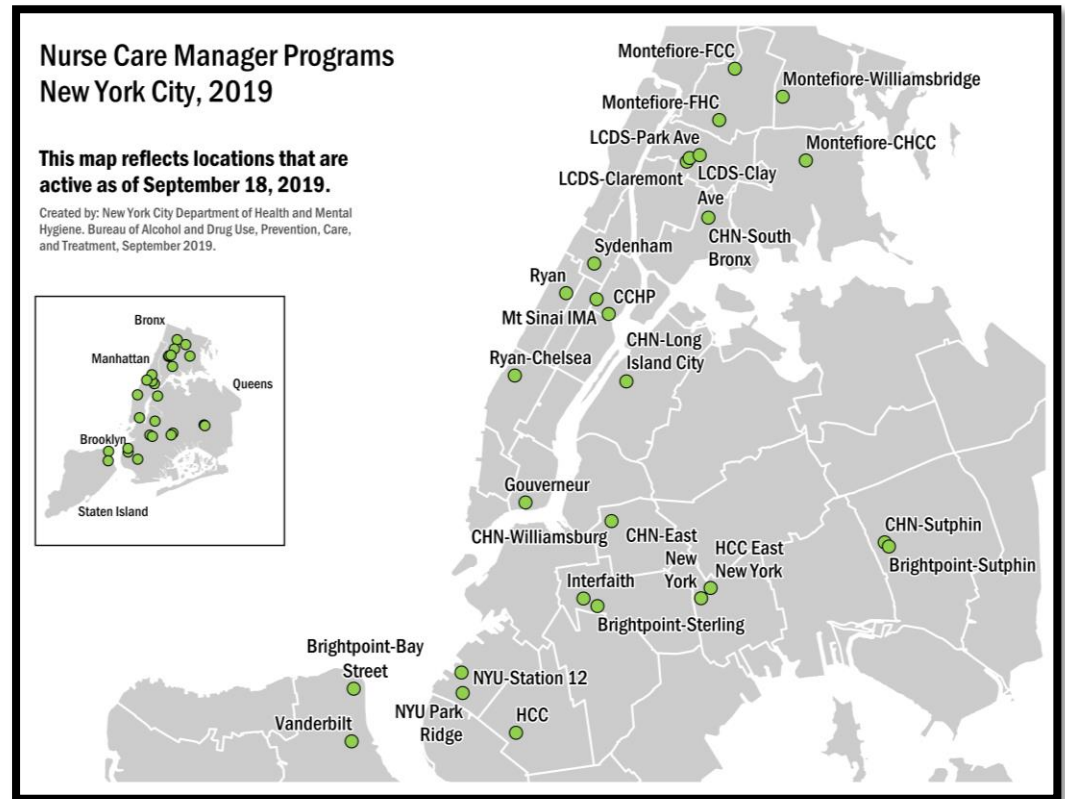 Nurse Care Manager Programs
New York City, 2019
This map reflects locations that are
active as of September 18, 2019.
Created by: New York City Department of Health and Mental
Hygiene. Bureau of Alcohol and Drug Use, Prevention, Care,
and Treatment, September 2019.
Bronx
Manhattan
Queens
Brooklyn
Staten Island
Montefiore-FCC
Montefiore-Williamsbridge
Montefiore-FHC
LCDS-Park Ave
Montefiore-CHCC
LCDS-Claremont
LCDS-Clay
Ave
CHN-South
Bronx
Sydenham
Ryan
CCHP
Mt Sinai IMA
CHN-Long
Island City
Ryan-Chelsea
Gouverneur
CHN-Williamsburg
CHN-East
New
York
HCC East
New York
CHN-Sutphin
Brightpoint-Sutphin
Interfaith
Brightpoint-Sterling
Brightpoint-Bay
Street
NYU-Station 12
NYU Park
Ridge
HCC
Vanderbilt